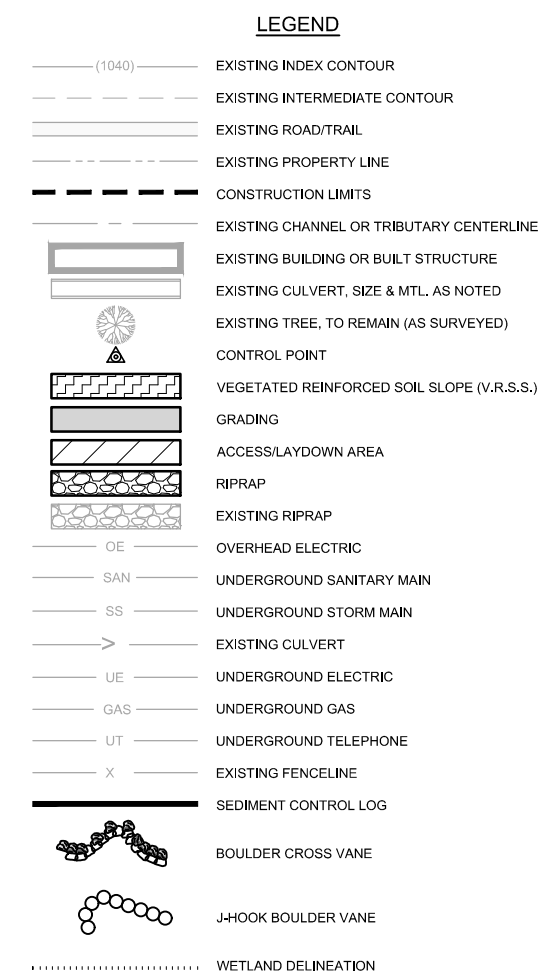 LEGEND
(1040) EXISTING INDEX CONTOUR
EXISTING INTERMEDIATE CONTOUR
EXISTING ROAD/TRAIL
EXISTING PROPERTY LINE
CONSTRUCTION LIMITS
EXISTING CHANNEL OR TRIBUTARY CENTERLINE
EXISTING BUILDING OR BUILT STRUCTURE
EXISTING CULVERT, SIZE & MTL. AS NOTED
EXISTING TREE, TO REMAIN (AS SURVEYED)
CONTROL POINT
VEGETATED REINFORCED SOIL SLOPE (V.R.S.S.)
GRADING
ACCESS/LAYDOWN AREA
RIPRAP
EXISTING RIPRAP
OE OVERHEAD ELECTRIC
SAN UNDERGROUND SANITARY MAIN
SS UNDERGROUND STORM MAIN
> EXISTING CULVERT
UE UNDERGROUND ELECTRIC
GAS UNDERGROUND GAS
UT UNDERGROUND TELEPHONE
X EXISTING FENCELINE
SEDIMENT CONTROL LOG
BOULDER CROSS VANE
J-HOOK BOULDER VANE
WETLAND DELINEATION